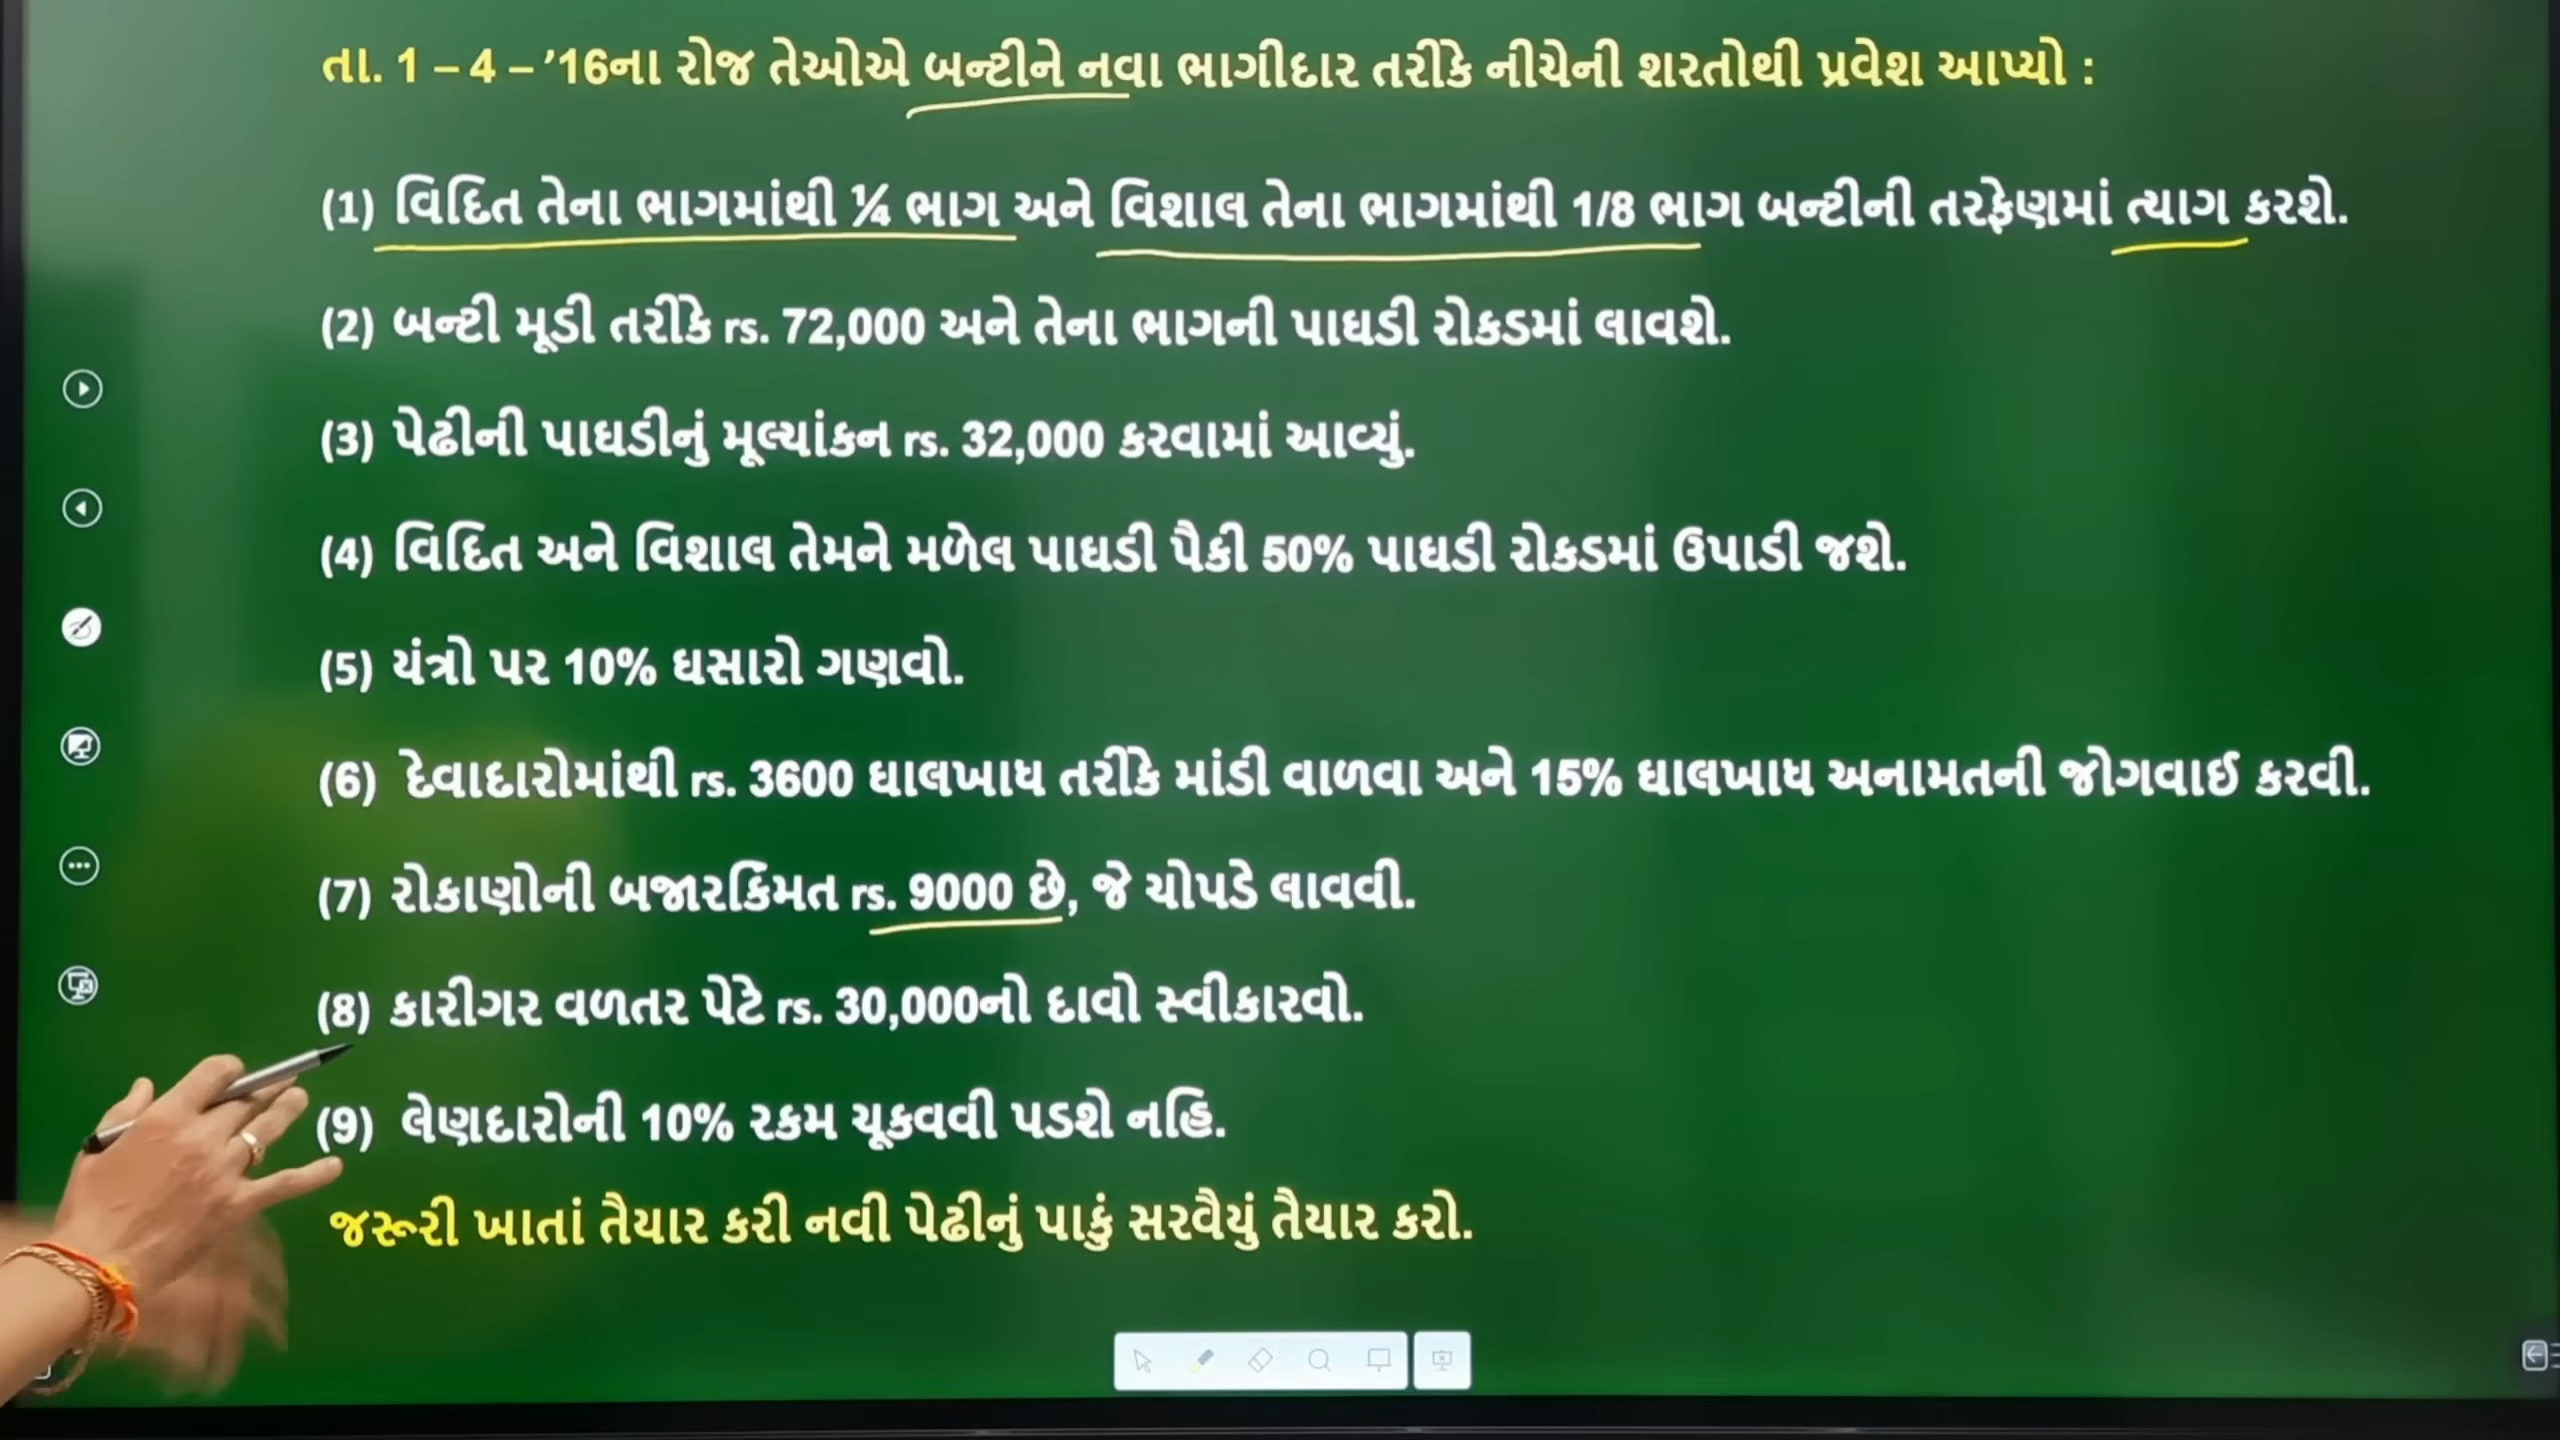 તા. 1 – 4 – ’16ના રોજ તેઓએ બન્ટીને નવા ભાગીદાર તરીકે નીચેની શરતોથી પ્રવેશ આપ્યો :
(1) વિદિત તેના ભાગમાંથી ¼ ભાગ અને વિશાલ તેના ભાગમાંથી 1/8 ભાગ બન્ટીની તરફેણમાં ત્યાગ કરશે.
(2) બન્ટી મૂડી તરીકે rs. 72,000 અને તેના ભાગની પાઘડી રોકડમાં લાવશે.
(3) પેઢીની પાઘડીનું મૂલ્યાંકન rs. 32,000 કરવામાં આવ્યું.
(4) વિદિત અને વિશાલ તેમને મળેલ પાઘડી પૈકી 50% પાઘડી રોકડમાં ઉપાડી જશે.
(5) યંત્રો પર 10% ઘસારો ગણવો.
(6) દેવાદારોમાંથી rs. 3600 ઘાલખાધ તરીકે માંડી વાળવા અને 15% ઘાલખાધ અનામતની જોગવાઈ કરવી.
(7) રોકાણોની બજારકિંમત rs. 9000 છે, જે ચોપડે લાવવી.
(8) કારીગર વળતર પેટે rs. 30,000નો દાવો સ્વીકારવો.
(9) લેણદારોની 10% રકમ ચૂકવવી પડશે નહિ.
જરૂરી ખાતાં તૈયાર કરી નવી પેઢીનું પાકું સરવૈયું તૈયાર કરો.